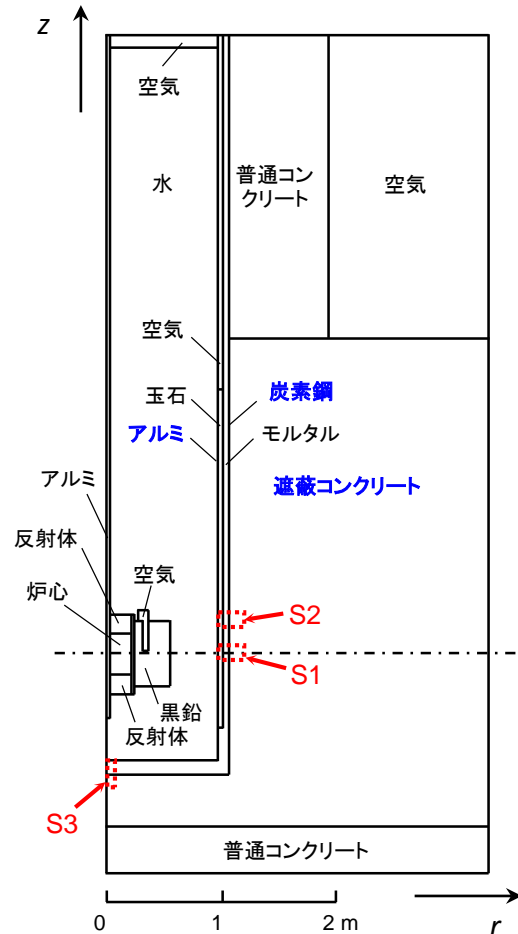 z
空気
水
普通コン
クリート
空気
空気
玉石
炭素鋼
アルミ
モルタル
遮蔽コンクリート
アルミ
反射体
空気
炉心
S2
S1
黒鉛
反射体
S3
普通コンクリート
0
1
2 m
r